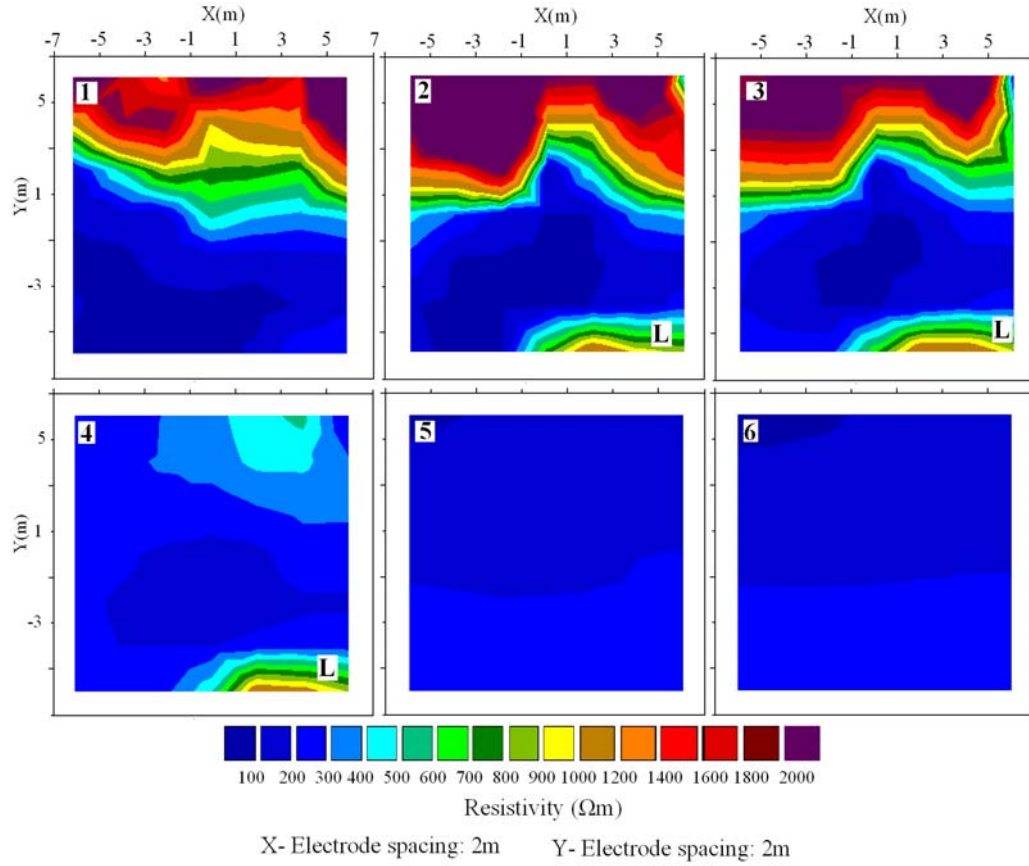 X(m) X(m) X(m)
-7 -5 -3 -1 1 3 5 7 -5 -3 -1 1 3 5 -5 -3 -1 1 3 5
1 2 3
5
Y(m)
1
-3
L L
4 5 6
5
Y(m)
1
-3
L
100 200 300 400 500 600 700 800 900 1000 1200 1400 1600 1800 2000
Resistivity (Ωm)
X- Electrode spacing: 2m Y- Electrode spacing: 2m